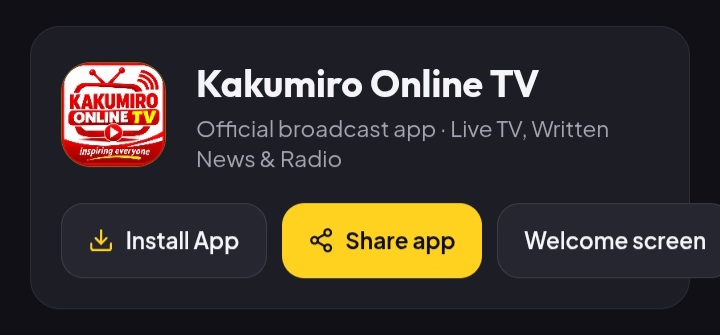 KAKUMIRO
ONLINE TV
inspiring everyone
Kakumiro Online TV
Official broadcast app · Live TV, Written
News & Radio
Install App
Share app
Welcome screen